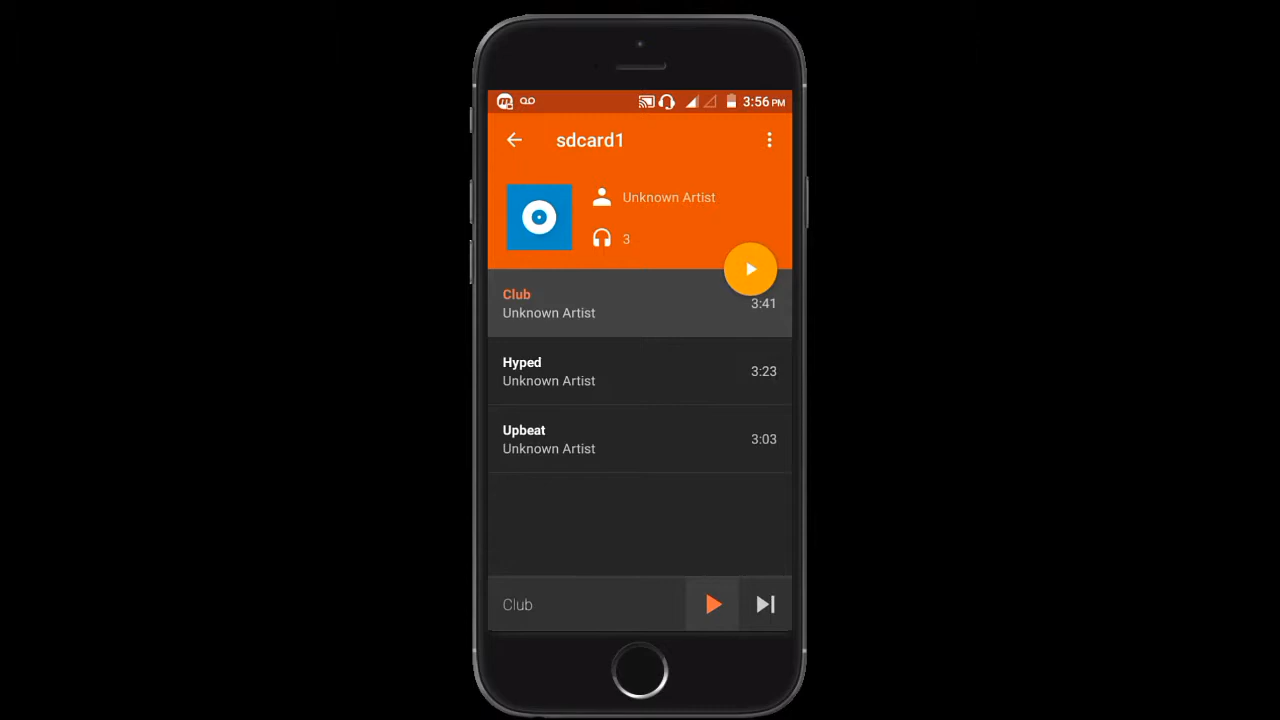 3:56 PM
sdcard1
Unknown Artist
3
Club
Unknown Artist
3:41
Hyped
Unknown Artist
3:23
Upbeat
Unknown Artist
3:03
Club